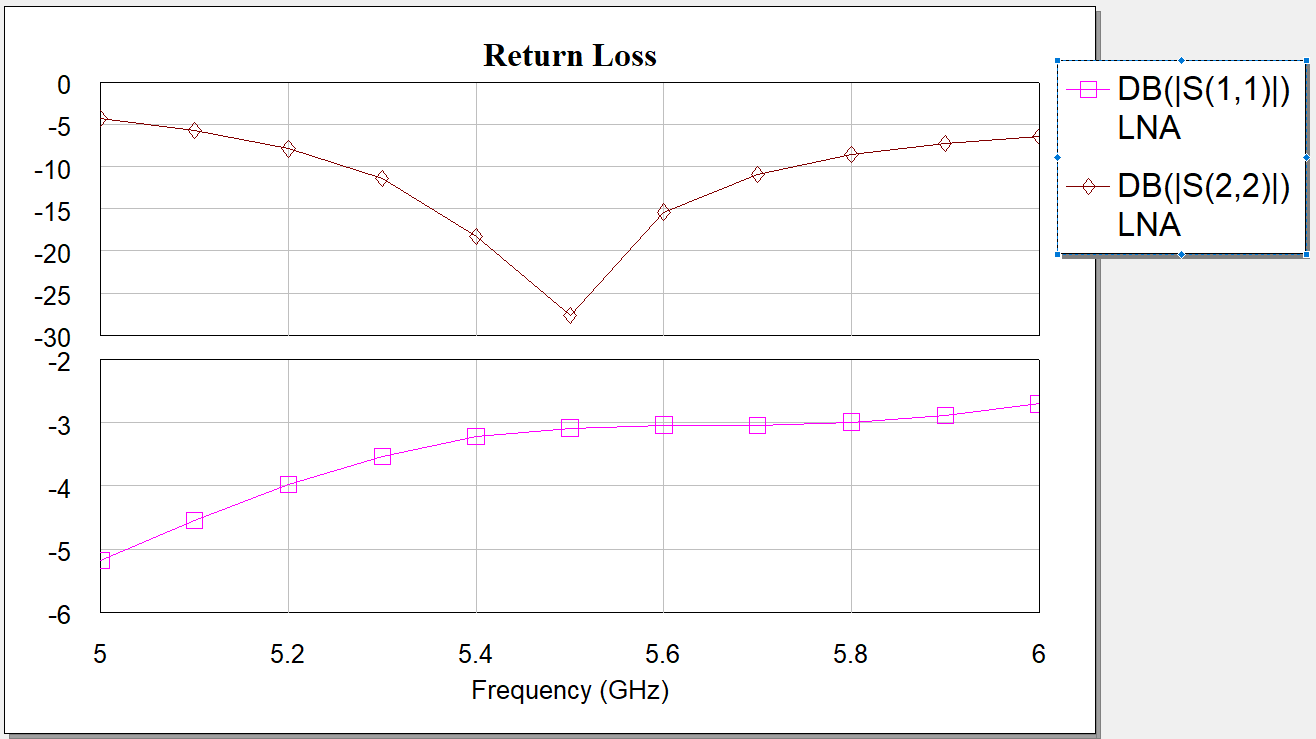 Return Loss
0
-5
-10
-15
-20
-25
-30
-2
-3
-4
-5
-6
5 5.2 5.4 5.6 5.8 6
Frequency (GHz)
DB(|S(1,1)|)
LNA
DB(|S(2,2)|)
LNA